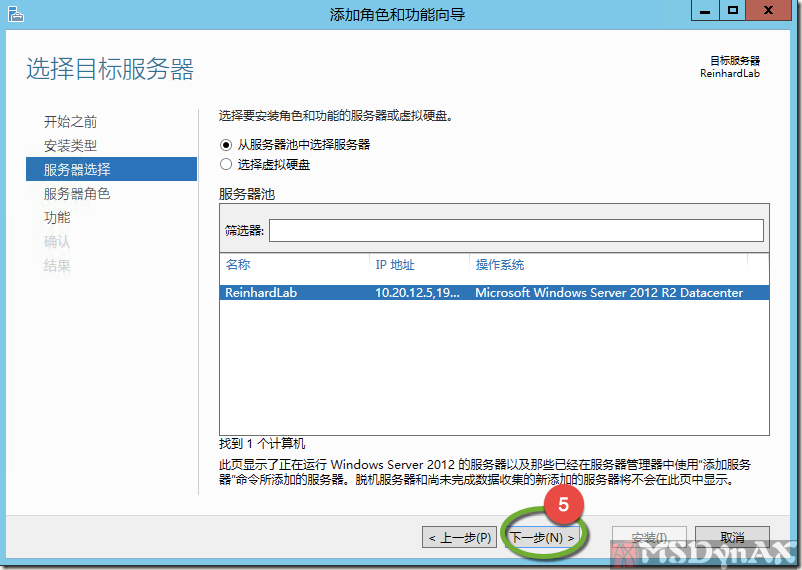 添加角色和功能向导
选择目标服务器
目标服务器
ReinhardLab
开始之前
安装类型
服务器选择
服务器角色
功能
确认
结果
选择要安装角色和功能的服务器或虚拟硬盘。
从服务器池中选择服务器
选择虚拟硬盘
服务器池
筛选器:
名称 IP 地址 操作系统
ReinhardLab 10.20.12.5,19... Microsoft Windows Server 2012 R2 Datacenter
找到 1 个计算机
此页显示了正在运行 Windows Server 2012 的服务器以及那些已经在服务器管理器中使用"添加服务
器"命令所添加的服务器。脱机服务器和尚未完成数据收集的新添加的服务器将不会在此页中显示。
5
< 上一步(P) 下一步(N) > 安装(I) 取消
MSDynAX